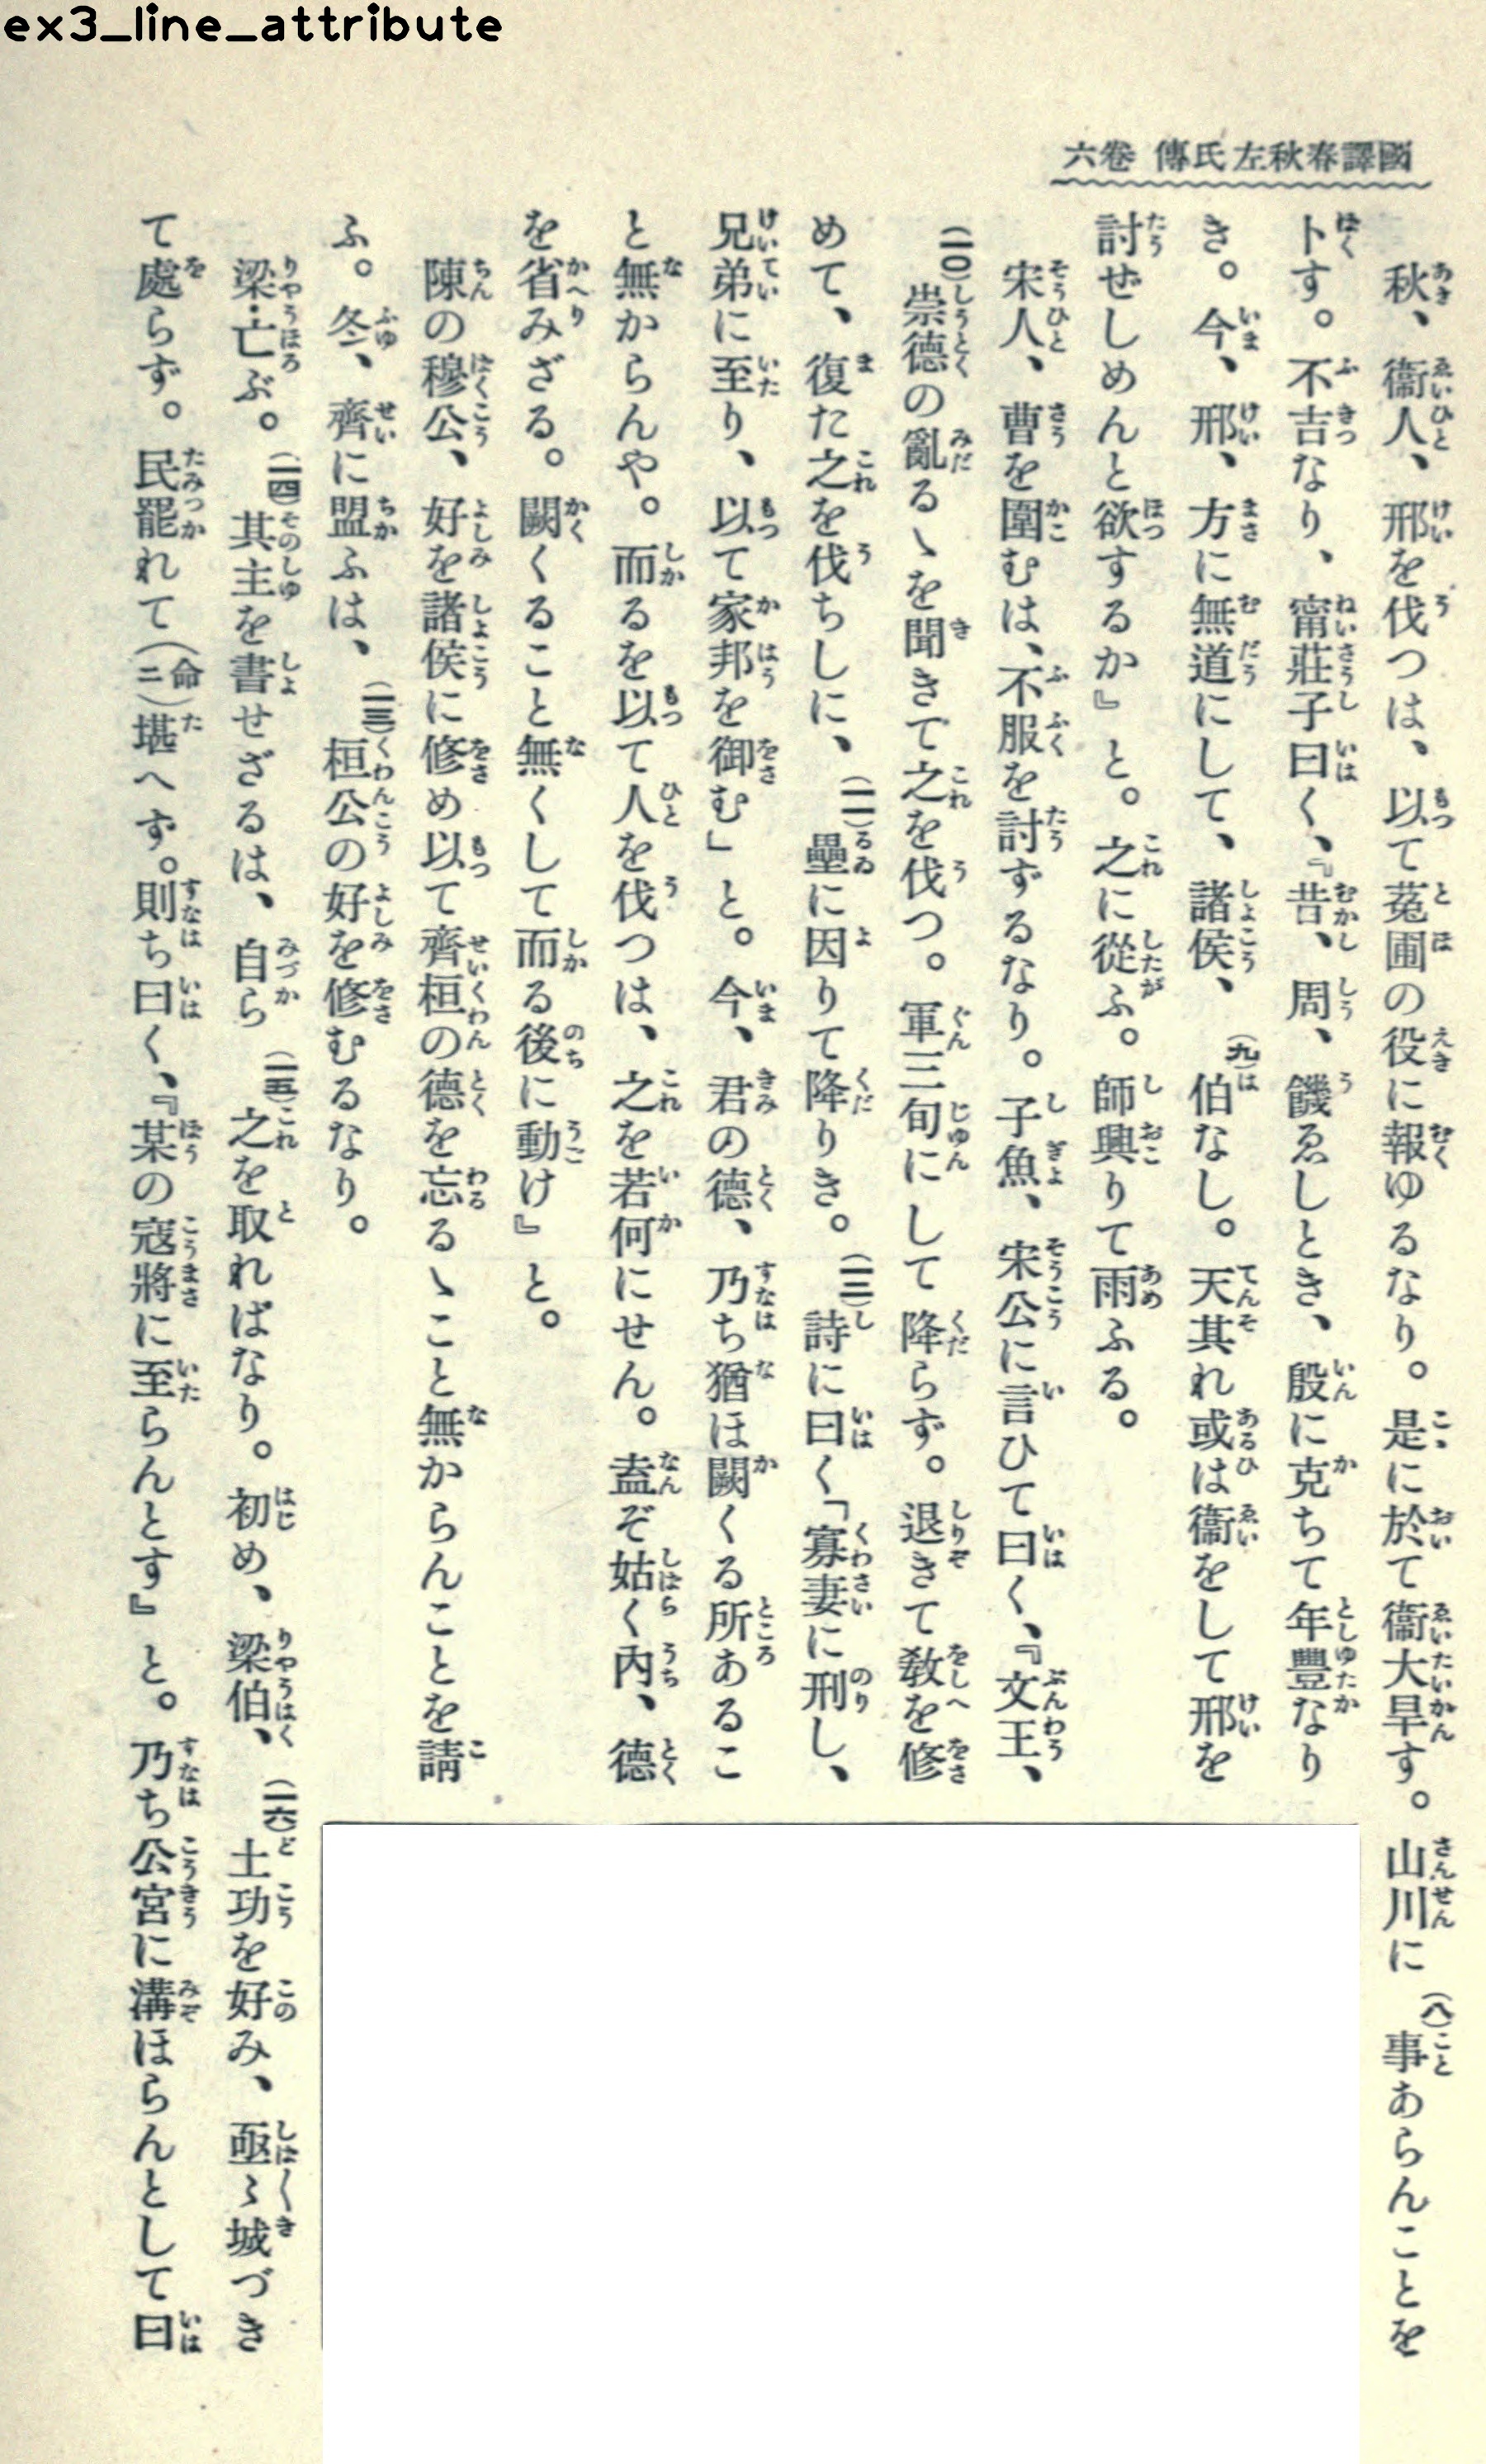 ex3_line_attribute
國譯春秋左氏傳 卷六
秋、衞人、邢を伐つは、以て菟圃の役に報ゆるなり。是に於て衞大旱す。山川に(八)事あらんことを
卜す。不吉なり、甯莊子曰く、『昔、周、饑ゑしとき、殷に克ちて年豐なり
き。今、邢、方に無道にして、諸侯、(九)伯なし。天其れ或は衞をして邢を
討ぜしめんと欲するか』と。之に從ふ。師興りて雨ふる。
宋人、曹を圍むは、不服を討ずるなり。子魚、宋公に言ひて曰く、『文王、
(一〇)崇德の亂るゝを聞きて之を伐つ。軍三旬にして降らず。退きて敎を修
めて、復た之を伐ちしに、(一一)壘に因りて降りき。(一二)詩に曰く「寡妻に刑し、
兄弟に至り、以て家邦を御む」と。今、君の德、乃ち猶ほ闕くる所あるこ
と無からんや。而るを以て人を伐つは、之を若何にせん。盍ぞ姑く內、德
を省みざる。闕くること無くして而る後に動け』と。
陳の穆公、好を諸侯に修め以て齊桓の德を忘るゝこと無からんことを請
ふ。冬、齊に盟ふは、(一三)桓公の好を修むるなり。
梁・亡ぶ。(一四)其主を書せざるは、自ら(一五)之を取ればなり。初め、梁伯、(一六)土功を好み、亟〻城づき
て處らず。民罷れて(命ニ)堪へず。則ち曰く、『某の寇將に至らんとす』と。乃ち公宮に溝ほらんとして曰